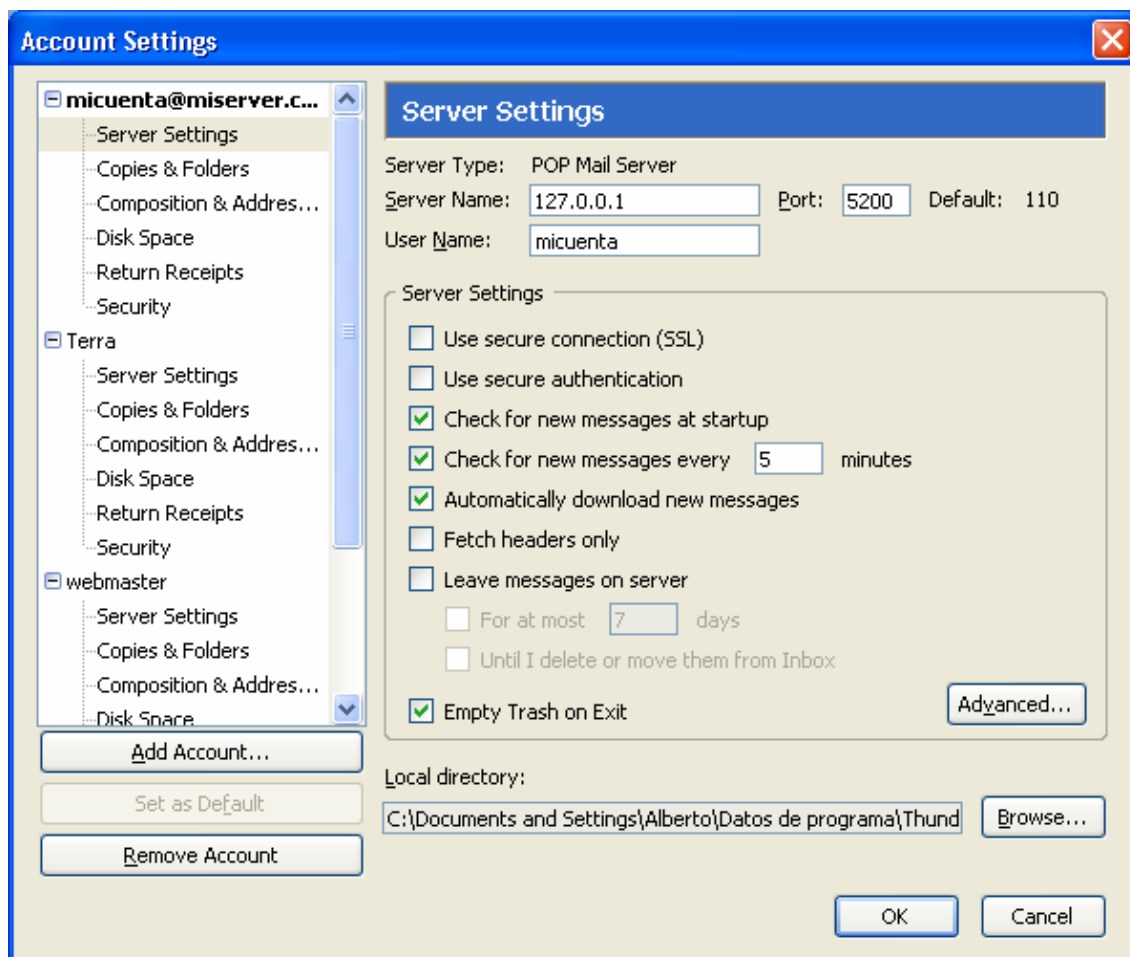 Account Settings
micuenta@miserver.c...
Server Settings
Copies & Folders
Composition & Addres...
Disk Space
Return Receipts
Security
Terra
Server Settings
Copies & Folders
Composition & Addres...
Disk Space
Return Receipts
Security
webmaster
Server Settings
Copies & Folders
Composition & Addres...
Disk Space
Add Account...
Set as Default
Remove Account
Server Settings
Server Type: POP Mail Server
Server Name: 127.0.0.1 Port: 5200 Default: 110
User Name: micuenta
Server Settings
Use secure connection (SSL)
Use secure authentication
Check for new messages at startup
Check for new messages every 5 minutes
Automatically download new messages
Fetch headers only
Leave messages on server
For at most 7 days
Until I delete or move them from Inbox
Empty Trash on Exit
Advanced...
Local directory:
C:\Documents and Settings\Alberto\Datos de programa\Thund Browse...
OK Cancel